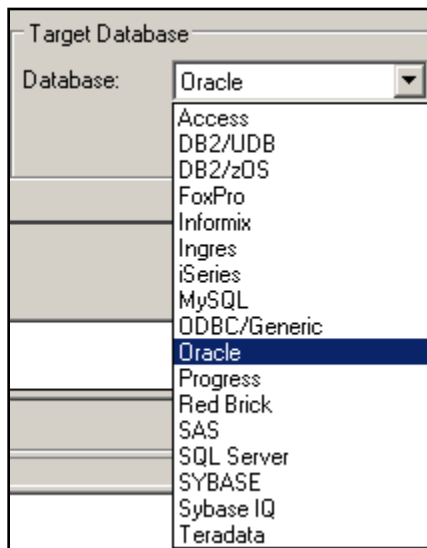 Target Database
Database: Oracle
Access
DB2/UDB
DB2/zOS
FoxPro
Informix
Ingres
iSeries
MySQL
ODBC/Generic
Oracle
Progress
Red Brick
SAS
SQL Server
SYBASE
Sybase IQ
Teradata